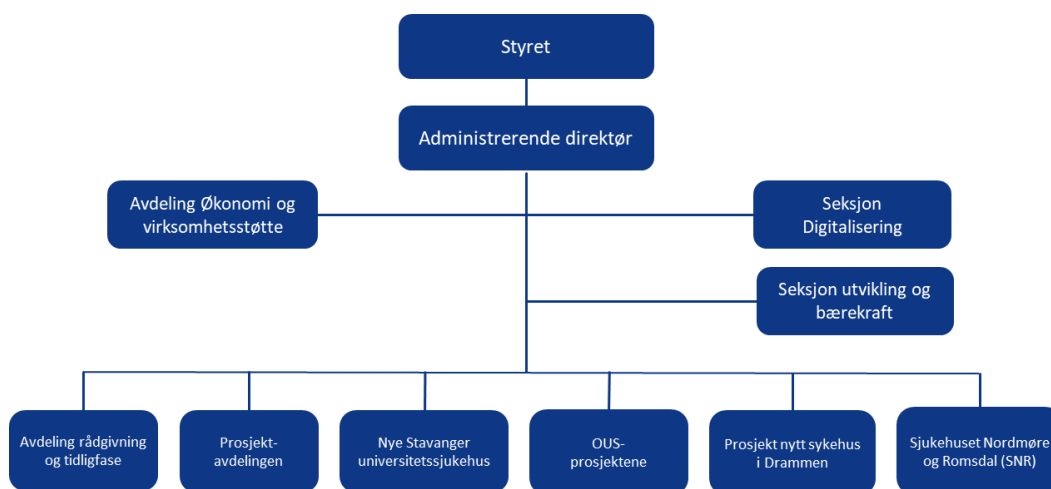 Styret
Administrerende direktør
Avdeling Økonomi og
virksomhetsstøtte
Seksjon
Digitalisering
Seksjon utvikling og
bærekraft
Avdeling rådgivning
og tidligfase
Prosjekt-
avdelingen
Nye Stavanger
universitetssjukehus
OUS-
prosjektene
Prosjekt nytt sykehus
i Drammen
Sjukehuset Nordmøre
og Romsdal (SNR)